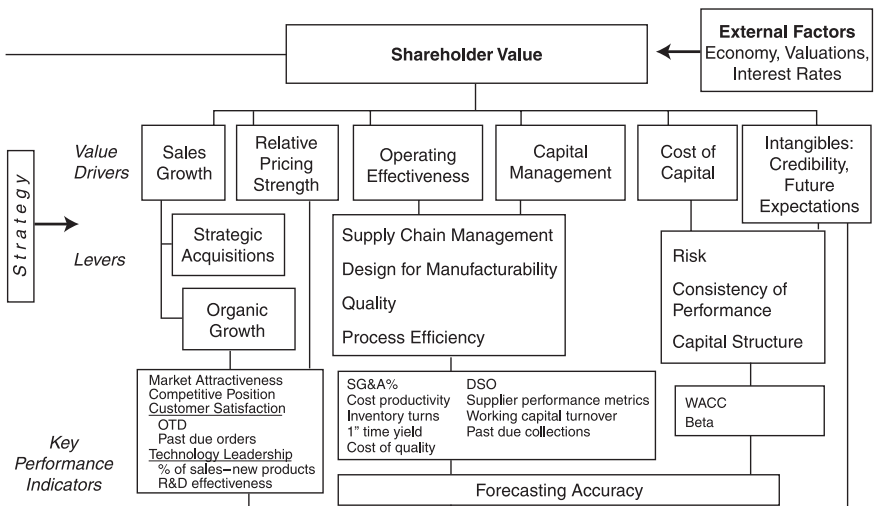 Shareholder Value
External Factors
Economy, Valuations,
Interest Rates
Strategy
Value
Drivers
Sales
Growth
Relative
Pricing
Strength
Operating
Effectiveness
Capital
Management
Cost of
Capital
Intangibles:
Credibility,
Future
Expectations
Levers
Strategic
Acquisitions
Organic
Growth
Supply Chain Management
Design for Manufacturability
Quality
Process Efficiency
Risk
Consistency of
Performance
Capital Structure
Key
Performance
Indicators
Market Attractiveness
Competitive Position
Customer Satisfaction
OTD
Past due orders
Technology Leadership
% of sales–new products
R&D effectiveness
SG&A%
Cost productivity
Inventory turns
1" time yield
Cost of quality
DSO
Supplier performance metrics
Working capital turnover
Past due collections
WACC
Beta
Forecasting Accuracy